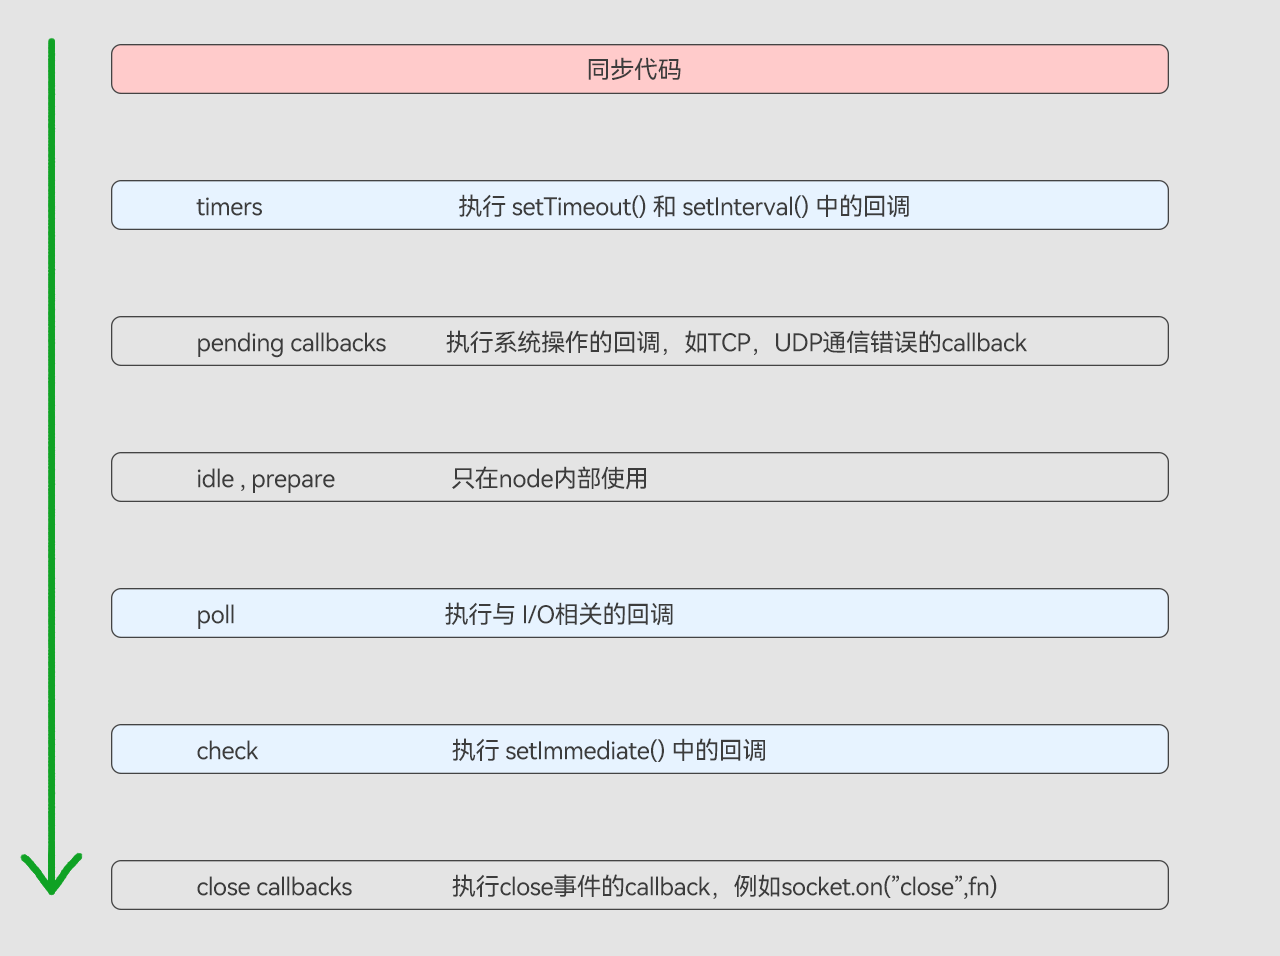 同步代码
timers 执行 setTimeout() 和 setInterval() 中的回调
pending callbacks 执行系统操作的回调，如TCP，UDP通信错误的callback
idle , prepare 只在node内部使用
poll 执行与 I/O相关的回调
check 执行 setImmediate() 中的回调
close callbacks 执行close事件的callback，例如socket.on(”close”,fn)